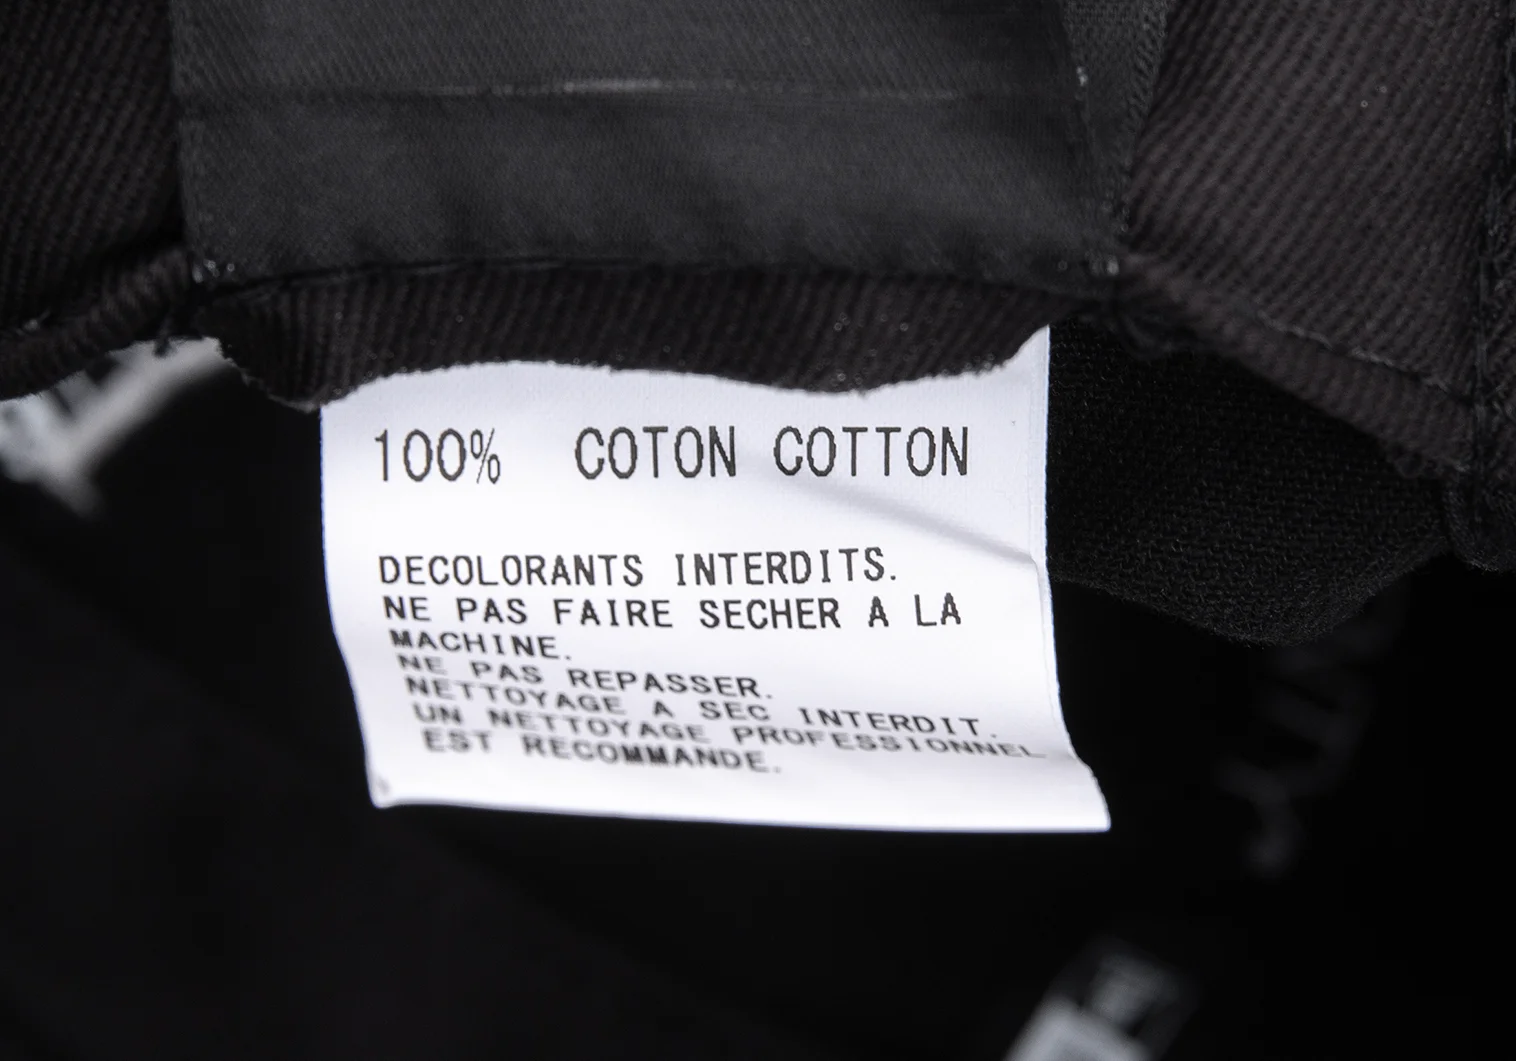 100% COTON COTTON
DECOLORANTS INTERDITS.
NE PAS FAIRE SECHER A LA
MACHINE.
NE PAS REPASSER.
NETTOYAGE A SEC INTERDIT.
UN NETTOYAGE PROFESSIONNEL
EST RECOMMANDE.